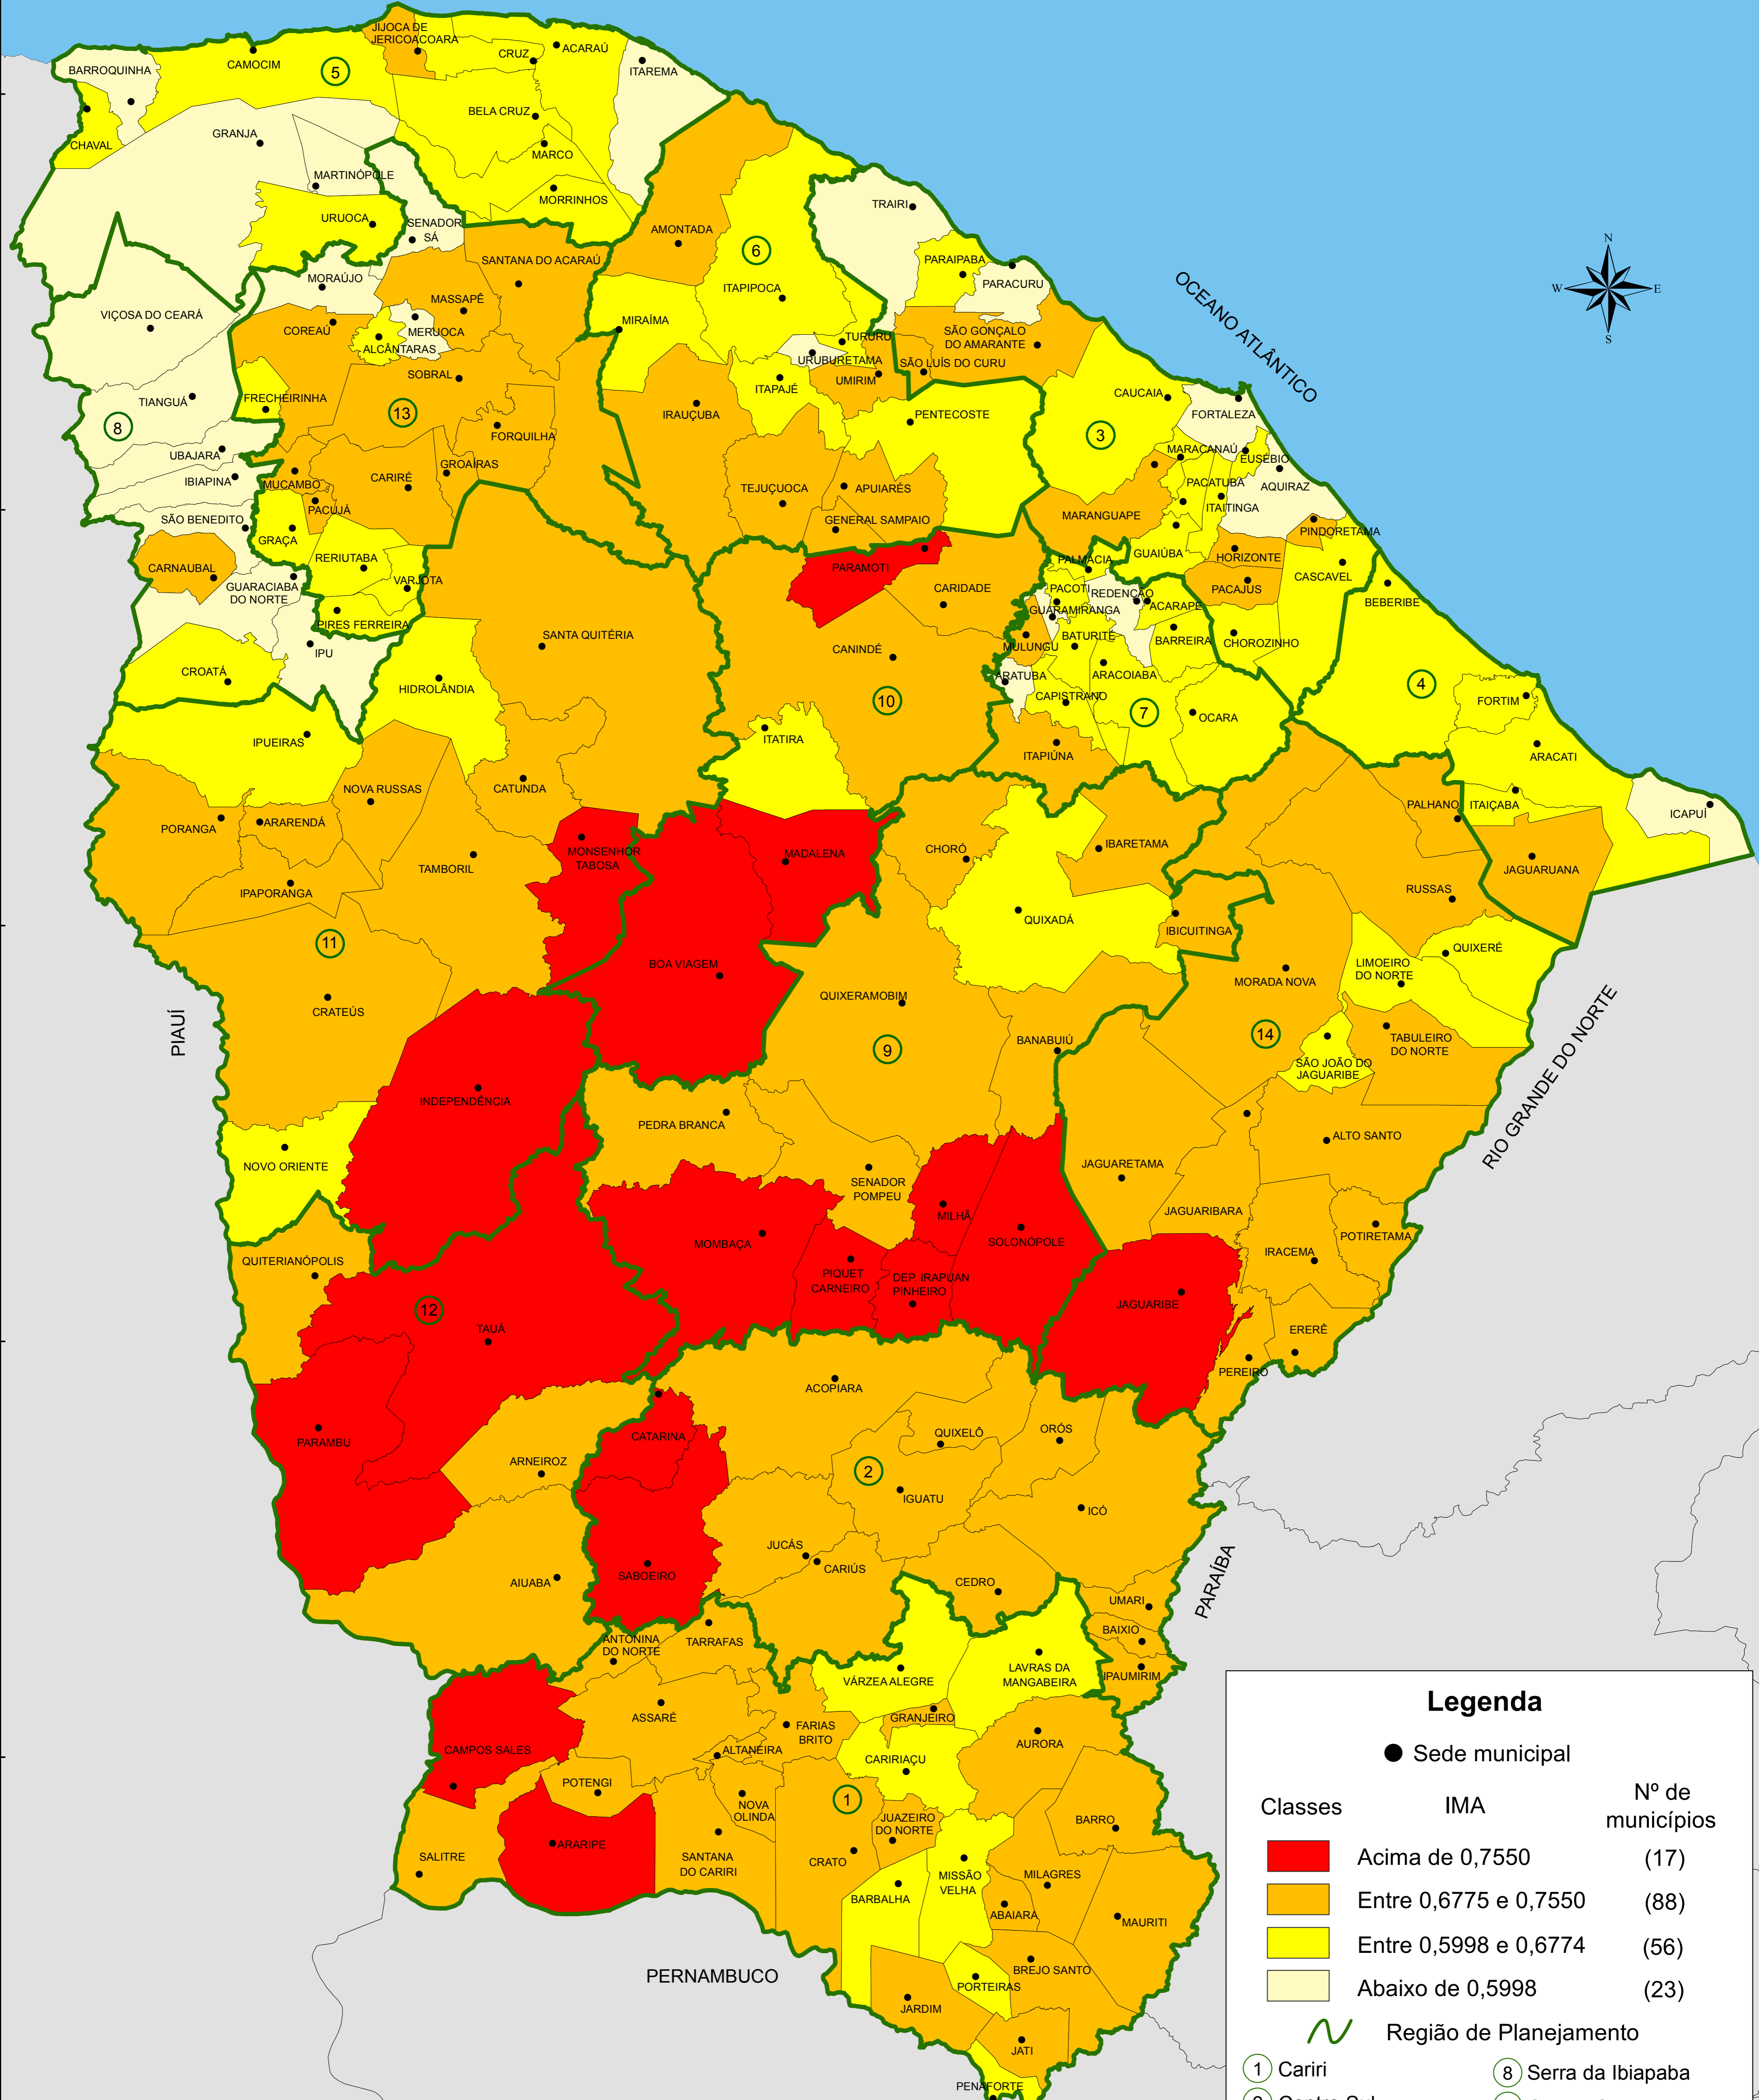 JIJOCA DE
JERICOACOARA
CRUZ
ACARAÚ
BARROQUINHA
CAMOCIM
5
ITAREMA
BELA CRUZ
GRANJA
CHAVAL
MARCO
MARTINÓPOLE
MORRINHOS
URUOCA
SENADOR
SÁ
TRAIRI
AMONTADA
6
N
W
E
S
OCEANO ATLÂNTICO
SANTANA DO ACARAÚ
PARAIPABA
MORAÚJO
PARACURU
ITAPIPOCA
MASSAPÊ
VIÇOSA DO CEARÁ
MIRAÍMA
COREAÚ
MERUOCA
SÃO GONÇALO
DO AMARANTE
TURURU
ALCÂNTARAS
URUBURETAMA
SÃO LUÍS DO CURU
SOBRAL
UMIRIM
ITAPAJÉ
CAUCAIA
FRECHEIRINHA
TIANGUÁ
13
8
IRAUÇUBA
PENTECOSTE
FORTALEZA
3
FORQUILHA
MARACANAÚ
UBAJARA
EUSÉBIO
GROAÍRAS
IBIAPINA
MUCAMBO
CARIRÉ
PACATUBA
AQUIRAZ
TEJUÇUOCA
APUIARÉS
PACUJÁ
ITAITINGA
MARANGUAPE
SÃO BENEDITO
GENERAL SAMPAIO
PINDORETAMA
GRAÇA
GUAIÚBA
HORIZONTE
RERIUTABA
PALMÁCIA
CARNAUBAL
PARAMOTI
CASCAVEL
VARJOTA
GUARACIABA
DO NORTE
CARIDADE
PACOTI
REDENÇÃO
PACAJUS
BEBERIBE
GUARAMIRANGA
ACARAPE
PIRES FERREIRA
SANTA QUITÉRIA
BATURITÉ
BARREIRA
CHOROZINHO
MULUNGU
IPU
CANINDÉ
CROATÁ
ARATUBA
ARACOIABA
HIDROLÂNDIA
CAPISTRANO
4
FORTIM
10
7
OCARA
ITATIRA
IPUEIRAS
ITAPIÚNA
ARACATI
NOVA RUSSAS
CATUNDA
PALHANO
ITAIÇABA
ICAPUÍ
PORANGA
ARARENDÁ
CHORÓ
IBARETAMA
MONSENHOR
TABOSA
MADALENA
TAMBORIL
JAGUARUANA
IPAPORANGA
RUSSAS
QUIXADÁ
IBICUITINGA
11
QUIXERÉ
BOA VIAGEM
LIMOEIRO
DO NORTE
MORADA NOVA
QUIXERAMOBIM
CRATEÚS
PIAUÍ
BANABUIÚ
14
TABULEIRO
DO NORTE
9
SÃO JOÃO DO
JAGUARIBE
RIO GRANDE DO NORTE
INDEPENDÊNCIA
PEDRA BRANCA
ALTO SANTO
NOVO ORIENTE
JAGUARETAMA
SENADOR
POMPEU
JAGUARIBARA
MILHÃ
POTIRETAMA
MOMBAÇA
SOLONÓPOLE
IRACEMA
QUITERIANÓPOLIS
PIQUET
CARNEIRO
DEP. IRAPUAN
PINHEIRO
12
JAGUARIBE
TAUÁ
ERERÊ
PEREIRO
ACOPIARA
PARAMBU
CATARINA
QUIXELÔ
ORÓS
ARNEIROZ
2
IGUATU
ICÓ
JUCÁS
CARIÚS
SABOEIRO
AIUABA
CEDRO
PARAÍBA
UMARI
ANTONINA
DO NORTE
TARRAFAS
BAIXIO
IPAUMIRIM
VÁRZEA ALEGRE
LAVRAS DA
MANGABEIRA
ASSARÉ
FARIAS
BRITO
GRANJEIRO
CAMPOS SALES
ALTANEIRA
AURORA
CARIRIAÇU
POTENGI
1
NOVA
OLINDA
JUAZEIRO
DO NORTE
BARRO
ARARIPE
SALITRE
SANTANA
DO CARIRI
CRATO
MISSÃO
VELHA
MILAGRES
BARBALHA
ABAIARA
MAURITI
BREJO SANTO
PERNAMBUCO
PORTEIRAS
JARDIM
JATI
PENAFORTE
Legenda
Sede municipal
Classes IMA Nº de
municípios
Acima de 0,7550 (17)
Entre 0,6775 e 0,7550 (88)
Entre 0,5998 e 0,6774 (56)
Abaixo de 0,5998 (23)
Região de Planejamento
1 Cariri
8 Serra da Ibiapaba